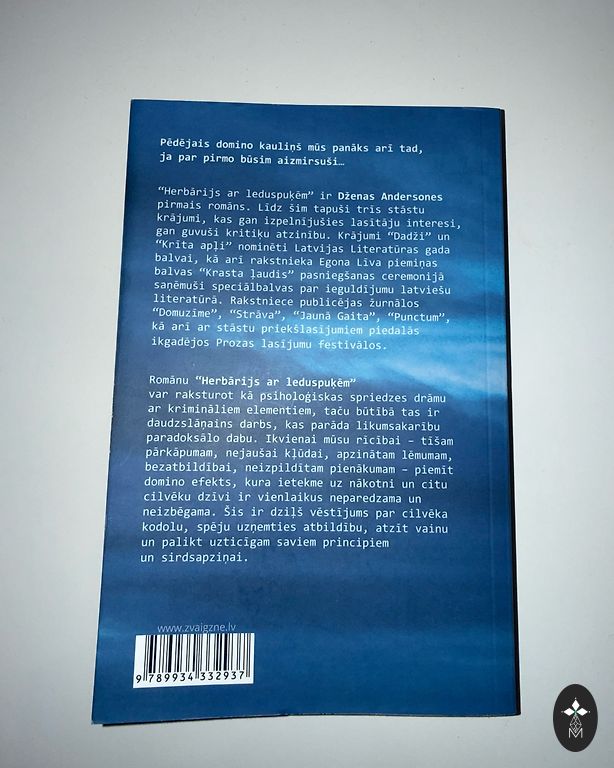 Pēdējais domino kauliņš mūs panāks arī tad,
ja par pirmo būsim aizmirsuši…
“Herbārijs ar leduspuķēm” ir Dženas Andersones
pirmais romāns. Līdz šim tapuši trīs stāstu
krājumi, kas gan izpelnījušies lasītāju interesi,
gan guvuši kritiķu atzinību. Krājumi “Dadži” un
“Krīta apļi” nominēti Latvijas Literatūras gada
balvai, kā arī rakstnieka Egona Līva piemiņas
balvas “Krasta ļaudis” pasniegšanas ceremonijā
saņēmuši speciālbalvas par ieguldījumu latviešu
literatūrā. Rakstniece publicējas žurnālos
“Domuzīme”, “Strāva”, “Jaunā Gaita”, “Punctum”,
kā arī ar stāstu priekšlasījumiem piedalās
ikgadējos Prozas lasījumu festivālos.
Romānu “Herbārijs ar leduspuķēm”
var raksturot kā psiholoģiskas spriedzes drāmu
ar krimināliem elementiem, taču būtībā tas ir
daudzslāņains darbs, kas parāda likumsakarību
paradoksālo dabu. Ikvienai mūsu rīcībai – tīšam
pārkāpumam, nejaušai kļūdai, apzinātam lēmumam,
bezatbildībai, neizpildītam pienākumam – piemīt
domino efekts, kura ietekme uz nākotni un citu
cilvēku dzīvi ir vienlaikus neparedzama un
neizbēgama. Šis ir dziļš vēstījums par cilvēka
kodolu, spēju uzņemties atbildību, atzīt vainu
un palikt uzticīgam saviem principiem
un sirdsapziņai.
www.zvaigzne.lv
9 789934 332937
M